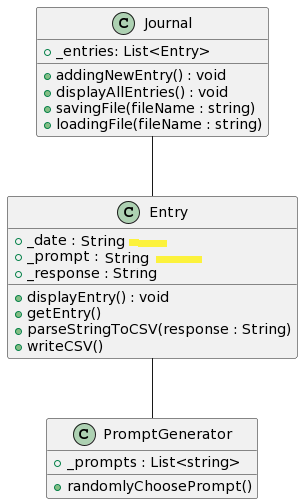 C Journal
_entries: List<Entry>
addingNewEntry() : void
displayAllEntries() : void
savingFile(fileName : string)
loadingFile(fileName : string)
C Entry
_date : String
_prompt : String
_response : String
displayEntry() : void
getEntry()
parseStringToCSV(response : String)
writeCSV()
C PromptGenerator
_prompts : List<string>
randomlyChoosePrompt()